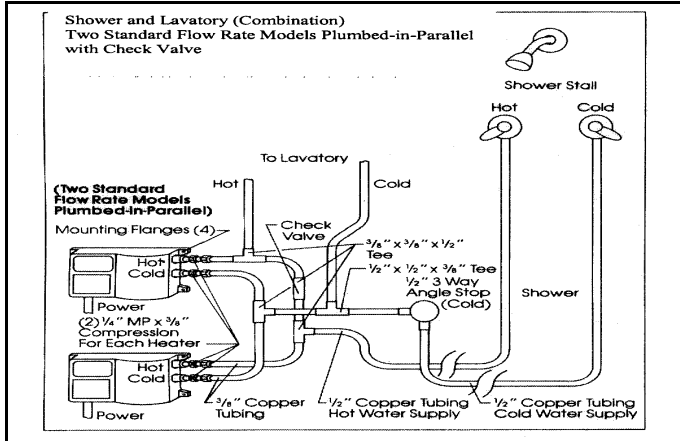 Shower and Lavatory (Combination)
Two Standard Flow Rate Models Plumbed-in-Parallel
with Check Valve
Shower Stall
Hot
Cold
To Lavatory
Hot
Cold
(Two Standard
Flow Rate Models
Plumbed-in-Parallel)
Mounting Flanges (4)
Check
Valve
3/8" x 3/8" x 1/2"
Tee
1/2" x 1/2" x 3/8" Tee
1/2" 3 Way
Angle Stop
(Cold)
Shower
Hot
Cold
Power
(2) 1/4" MP x 3/8"
Compression
For Each Heater
Hot
Cold
Power
3/8" Copper
Tubing
1/2" Copper Tubing
Hot Water Supply
1/2" Copper Tubing
Cold Water Supply